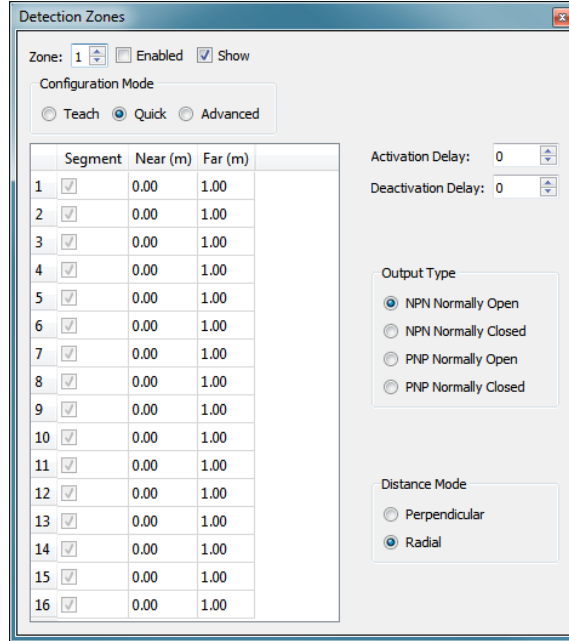 Detection Zones
Zone: 1 Enabled Show
Configuration Mode
Teach Quick Advanced
Segment Near (m) Far (m)
1 0.00 1.00
2 0.00 1.00
3 0.00 1.00
4 0.00 1.00
5 0.00 1.00
6 0.00 1.00
7 0.00 1.00
8 0.00 1.00
9 0.00 1.00
10 0.00 1.00
11 0.00 1.00
12 0.00 1.00
13 0.00 1.00
14 0.00 1.00
15 0.00 1.00
16 0.00 1.00
Activation Delay: 0
Deactivation Delay: 0
Output Type
NPN Normally Open
NPN Normally Closed
PNP Normally Open
PNP Normally Closed
Distance Mode
Perpendicular
Radial